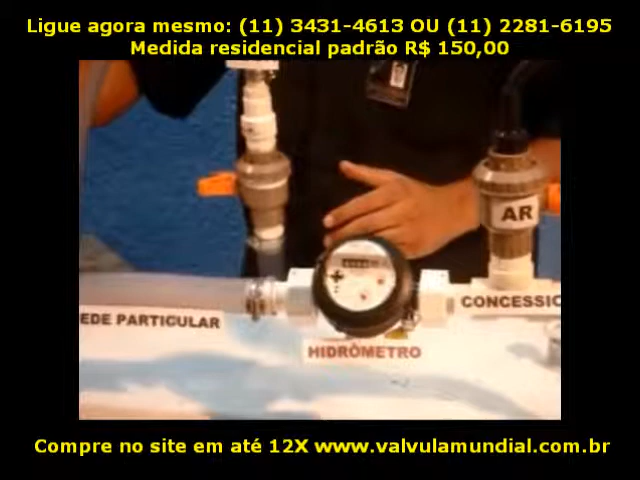 Ligue agora mesmo: (11) 3431-4613 OU (11) 2281-6195
Medida residencial padrão R$ 150,00
AR
CONCESSIO
EDE PARTICULAR
HIDRÔMETRO
Compre no site em até 12X www.valvulamundial.com.br